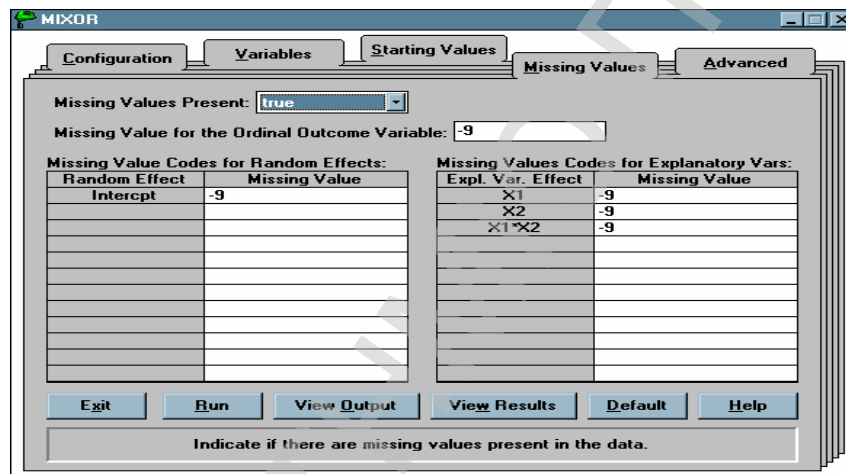 MIXOR
Configuration
Variables
Starting Values
Missing Values
Advanced
Missing Values Present: true
Missing Value for the Ordinal Outcome Variable: -9
Missing Value Codes for Random Effects:
Random Effect Missing Value
Intercpt -9
Missing Values Codes for Explanatory Vars:
Expl. Var. Effect Missing Value
X1 -9
X2 -9
X1*X2 -9
Exit Run View Output View Results Default Help
Indicate if there are missing values present in the data.